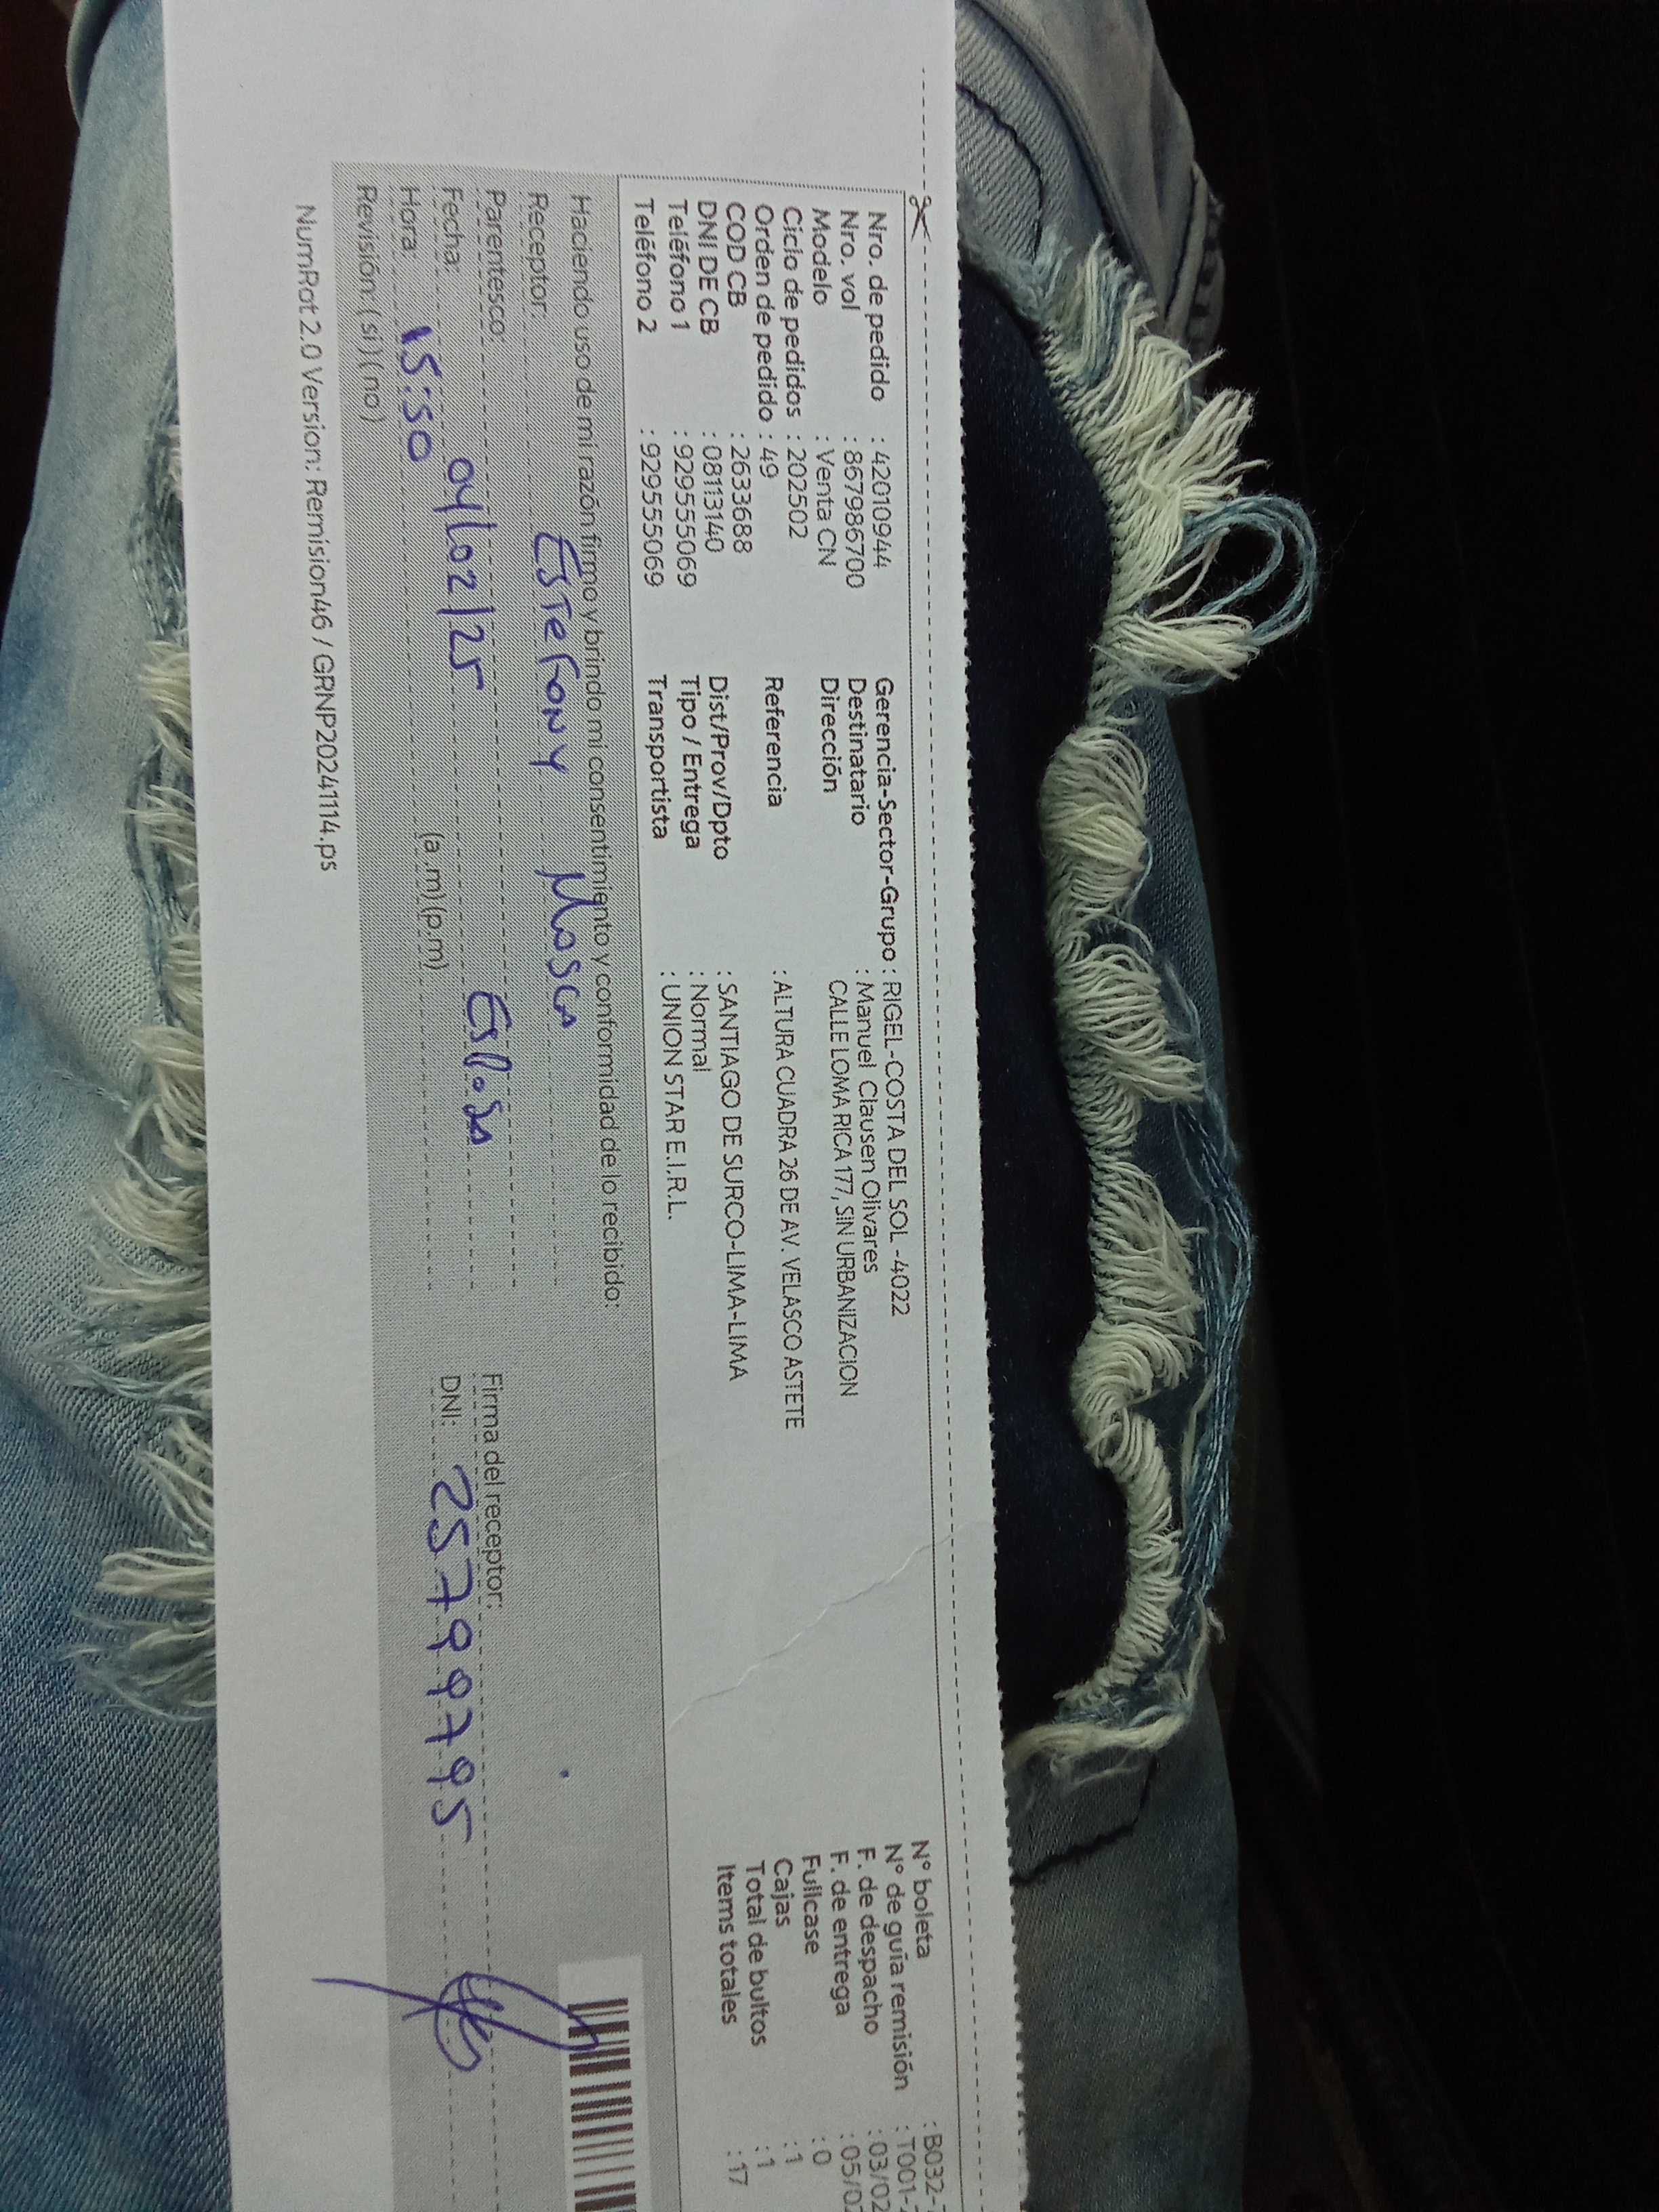 Nro. de pedido : 42010944
Nro. vol : 867986700
Modelo : Venta CN
Ciclo de pedidos : 202502
Orden de pedido : 49
COD CB : 2633688
DNI DE CB : 08113140
Teléfono 1 : 929555069
Teléfono 2 : 929555069
Gerencia-Sector-Grupo : RIGEL-COSTA DEL SOL -4022
Destinatario : Manuel Clausen Olivares
Dirección CALLE LOMA RICA 177, SIN URBANIZACION
Referencia : ALTURA CUADRA 26 DE AV. VELASCO ASTETE
Dist/Prov/Dpto : SANTIAGO DE SURCO-LIMA-LIMA
Tipo / Entrega : Normal
Transportista : UNION STAR E.I.R.L.
N° boleta : B032-
N° de guía remisión : T001-
F. de despacho : 03/02
F. de entrega : 05/02
Fullcase : 0
Cajas : 1
Total de bultos : 1
Items totales : 17
Haciendo uso de mi razón firmo y brindo mi consentimiento y conformidad de lo recibido:
Receptor: ESTEFONY
Parentesco: Esposa
Fecha: 04/02/25
Hora: 15:50 (a.m)(p.m)
Revisión: ( si ) ( no )
Firma del receptor:
DNI: 25799795
NumRot 2.0 Version: Remision46 / GRNP20241114.ps